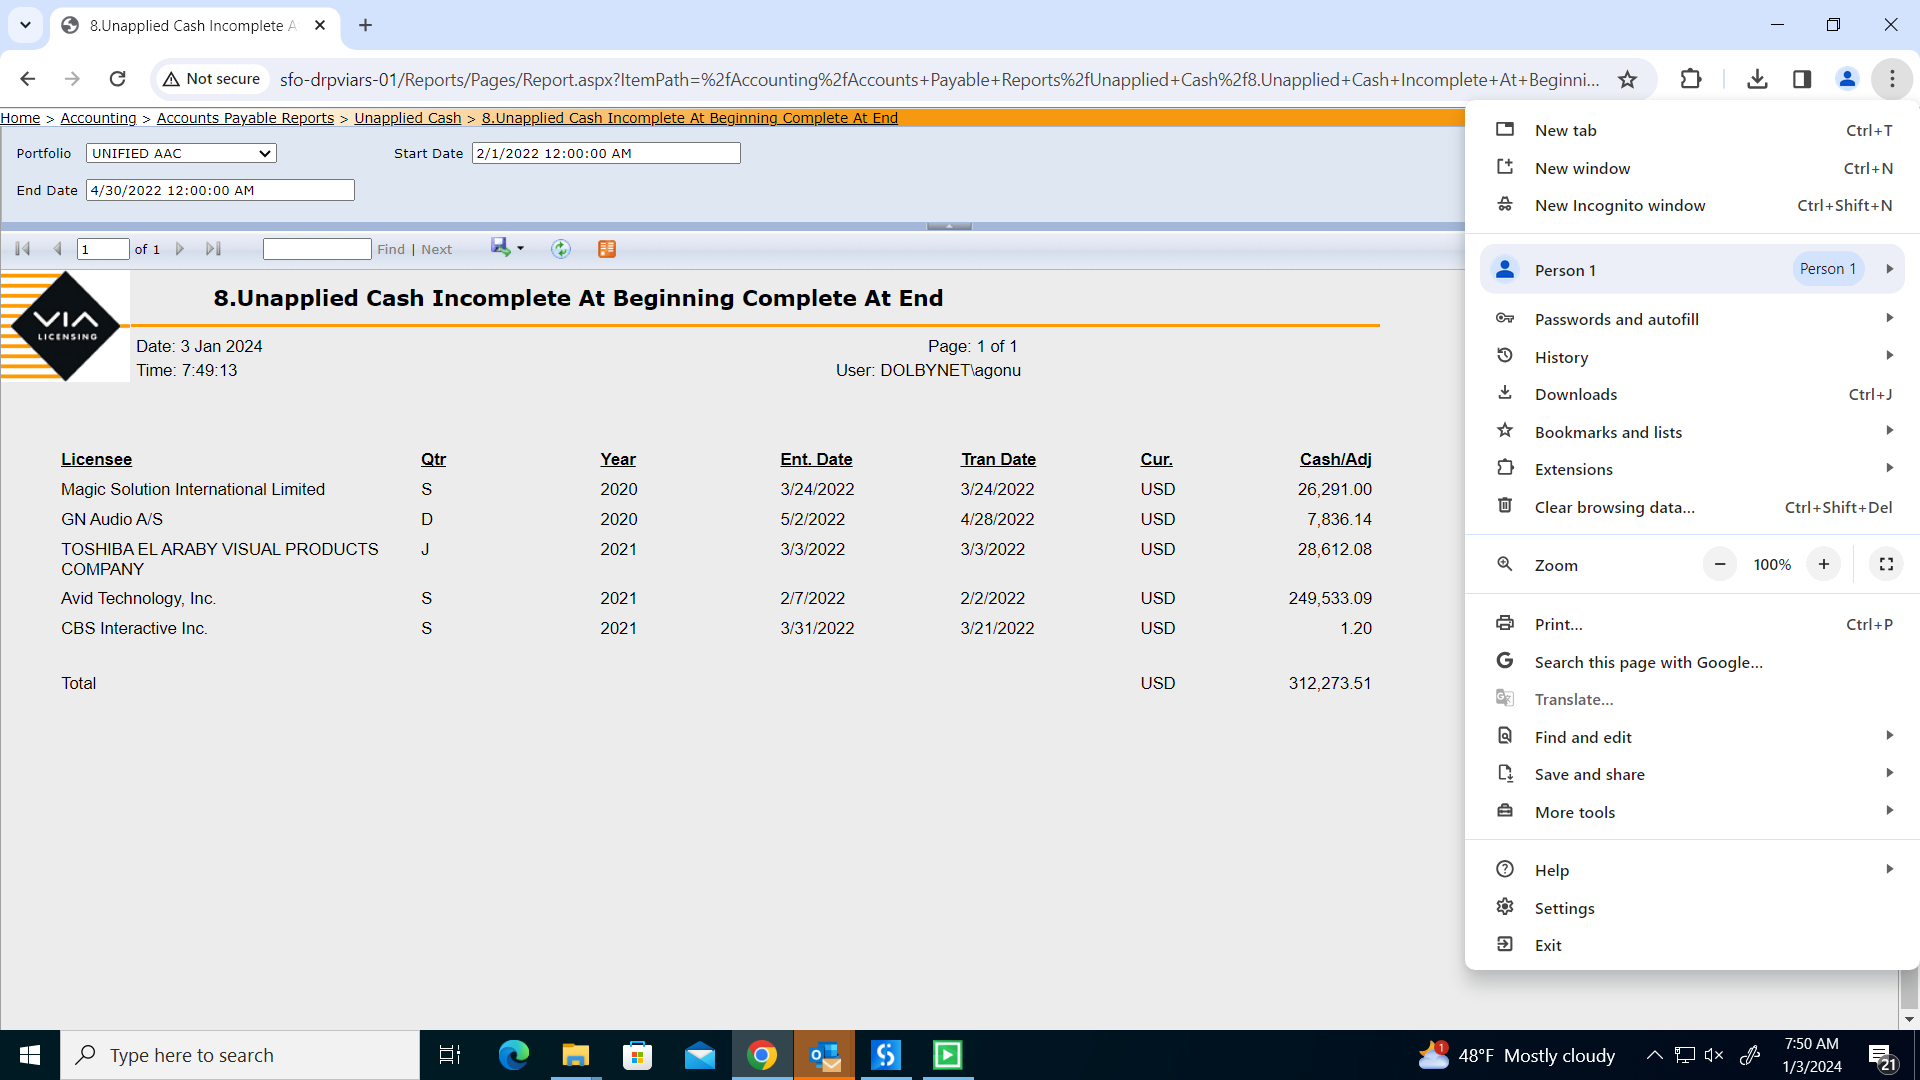 8.Unapplied Cash Incomplete A
Not secure
sfo-drpviars-01/Reports/Pages/Report.aspx?ItemPath=%2fAccounting%2fAccounts+Payable+Reports%2fUnapplied+Cash%2f8.Unapplied+Cash+Incomplete+At+Beginni...
Home > Accounting > Accounts Payable Reports > Unapplied Cash > 8.Unapplied Cash Incomplete At Beginning Complete At End
Portfolio UNIFIED AAC Start Date 2/1/2022 12:00:00 AM
End Date 4/30/2022 12:00:00 AM
1 of 1 Find | Next
VIA
LICENSING
8.Unapplied Cash Incomplete At Beginning Complete At End
Date: 3 Jan 2024 Page: 1 of 1
Time: 7:49:13 User: DOLBYNET\agonu
Licensee Qtr Year Ent. Date Tran Date Cur. Cash/Adj
Magic Solution International Limited S 2020 3/24/2022 3/24/2022 USD 26,291.00
GN Audio A/S D 2020 5/2/2022 4/28/2022 USD 7,836.14
TOSHIBA EL ARABY VISUAL PRODUCTS J 2021 3/3/2022 3/3/2022 USD 28,612.08
COMPANY
Avid Technology, Inc. S 2021 2/7/2022 2/2/2022 USD 249,533.09
CBS Interactive Inc. S 2021 3/31/2022 3/21/2022 USD 1.20
Total USD 312,273.51
New tab Ctrl+T
New window Ctrl+N
New Incognito window Ctrl+Shift+N
Person 1 Person 1
Passwords and autofill
History
Downloads Ctrl+J
Bookmarks and lists
Extensions
Clear browsing data... Ctrl+Shift+Del
Zoom 100%
Print... Ctrl+P
Search this page with Google...
Translate...
Find and edit
Save and share
More tools
Help
Settings
Exit
Type here to search
1
48°F Mostly cloudy
7:50 AM
1/3/2024
21